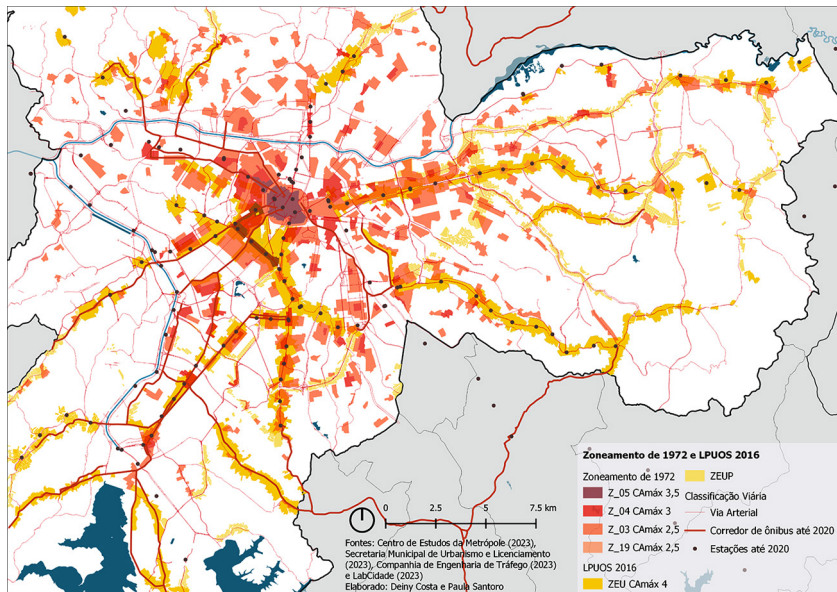 Zoneamento de 1972 e LPUOS 2016
Zoneamento de 1972
Z_05 CAmáx 3,5
Z_04 CAmáx 3
Z_03 CAmáx 2,5
Z_19 CAmáx 2,5
LPUOS 2016
ZEU CAmáx 4
ZEUP
Classificação Viária
Via Arterial
Corredor de ônibus até 2020
Estações até 2020
0 2.5 5 7.5 km
Fontes: Centro de Estudos da Metrópole (2023),
Secretaria Municipal de Urbanismo e Licenciamento
(2023), Companhia de Engenharia de Tráfego (2023)
e LabCidade (2023)
Elaborado: Deiny Costa e Paula Santoro